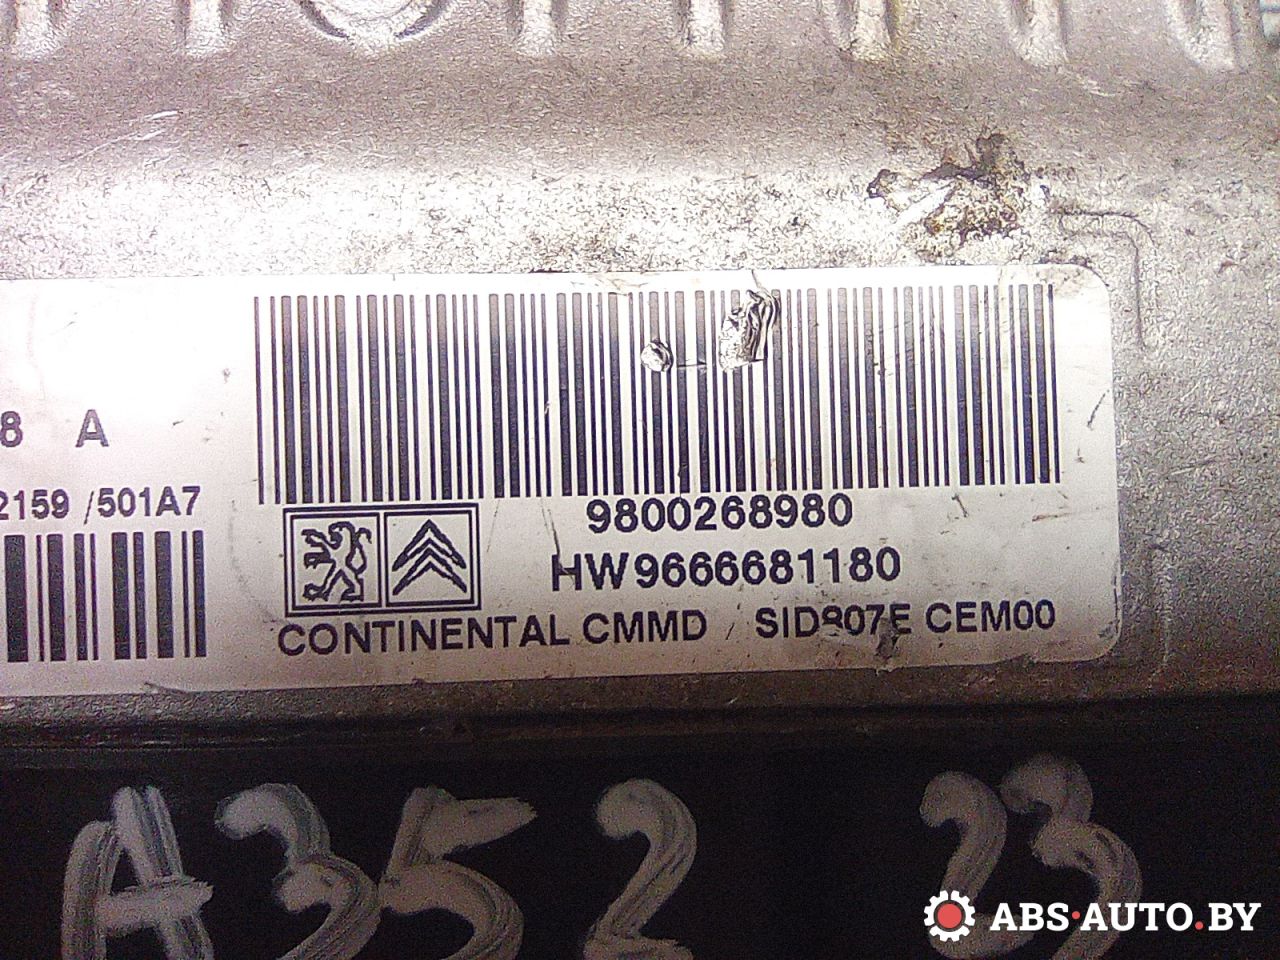 8 A
2159 /501A7
9800268980
HW9666681180
CONTINENTAL CMMD / SID807E CEM00
A352 23
ABS·AUTO.BY